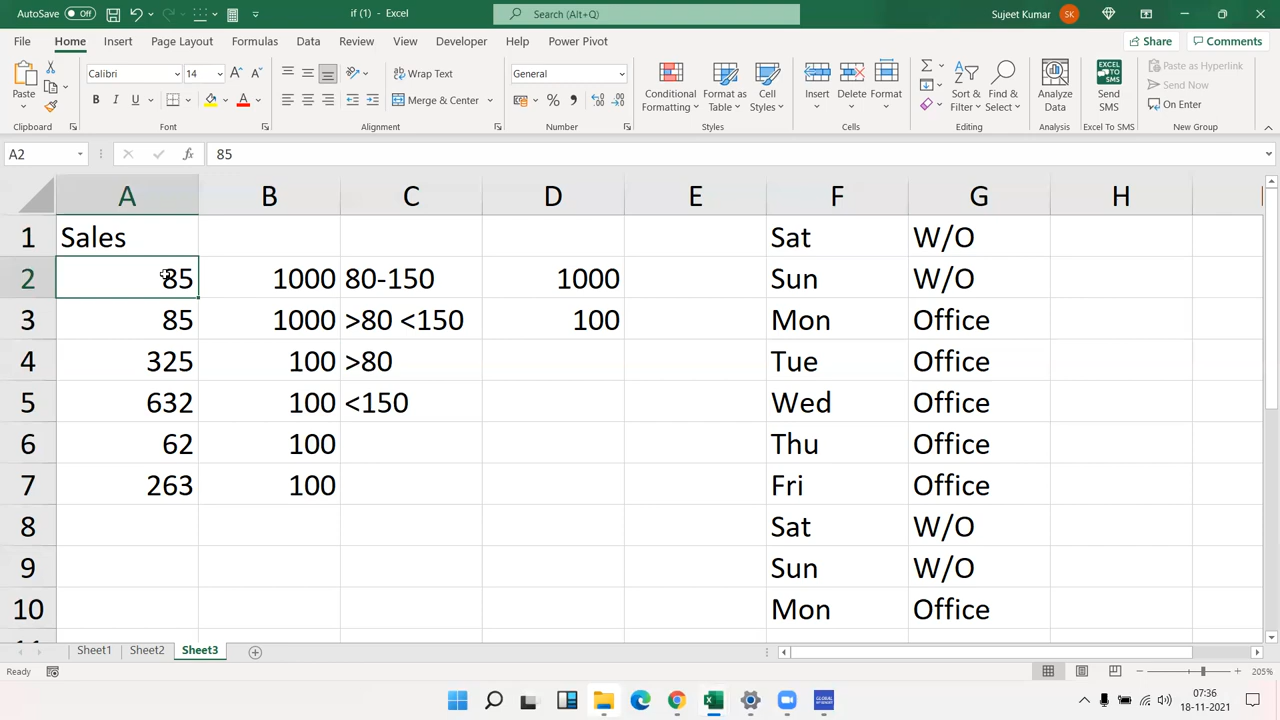 AutoSave Off if (1) - Excel Search (Alt+Q) Sujeet Kumar SK
File Home Insert Page Layout Formulas Data Review View Developer Help Power Pivot Share Comments
Paste Calibri 14 Wrap Text General Conditional Formatting Format as Table Cell Styles Insert Delete Format Sort & Filter Find & Select Analyze Data Send SMS Paste as Hyperlink
Merge & Center Send Now
On Enter
Clipboard Font Alignment Number Styles Cells Editing Analysis Excel To SMS New Group
A2 fx 85
A B C D E F G H
1 Sales Sat W/O
2 85 1000 80-150 1000 Sun W/O
3 85 1000 >80 <150 100 Mon Office
4 325 100 >80 Tue Office
5 632 100 <150 Wed Office
6 62 100 Thu Office
7 263 100 Fri Office
8 Sat W/O
9 Sun W/O
10 Mon Office
Sheet1 Sheet2 Sheet3
Ready 205%
07:36
18-11-2021